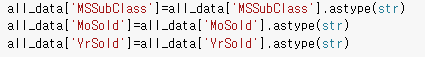 all_data['MSSubClass']=all_data['MSSubClass'].astype(str)
all_data['MoSold']=all_data['MoSold'].astype(str)
all_data['YrSold']=all_data['YrSold'].astype(str)